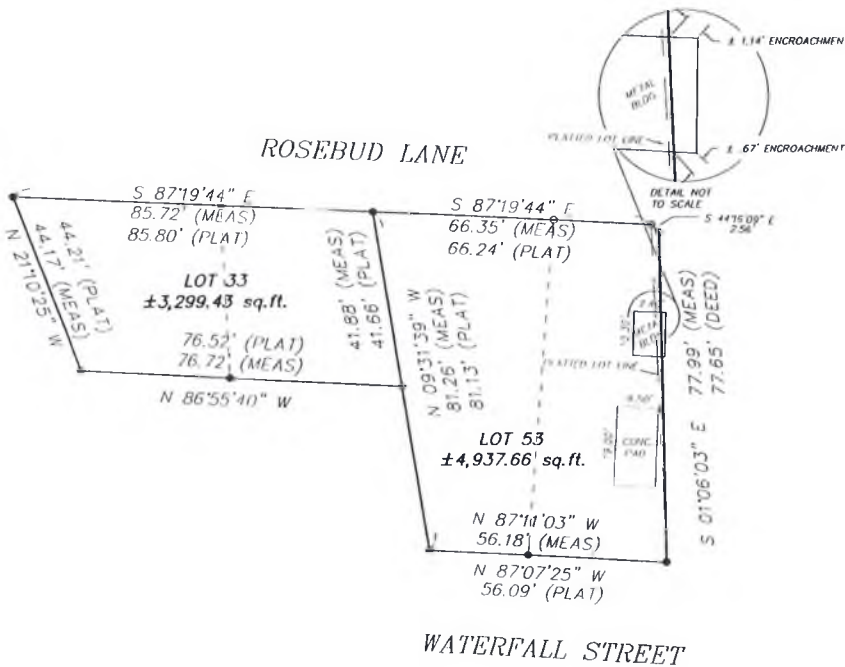 ± 1.14' ENCROACHMEN
METAL
BLDG
PLATTED LOT LINE
± .67' ENCROACHMENT
DETAIL NOT
TO SCALE
ROSEBUD LANE
S 87°19'44" E
85.72' (MEAS)
85.80' (PLAT)
S 87°19'44" E
66.35' (MEAS)
66.24' (PLAT)
S 44°15'09" E
2.56'
44.21' (PLAT)
44.17' (MEAS)
N 21°10'25" W
LOT 33
±3,299.43 sq.ft.
76.52' (PLAT)
76.72' (MEAS)
N 86°55'40" W
41.88' (MEAS)
41.66' (PLAT)
N 09°31'39" W
81.26' (MEAS)
81.13' (PLAT)
METAL
BLDG
PLATTED LOT LINE
77.99' (MEAS)
77.65' (DEED)
S 01°06'03" E
CONC.
PAD
LOT 53
±4,937.66 sq.ft.
N 87°11'03" W
56.18' (MEAS)
N 87°07'25" W
56.09' (PLAT)
WATERFALL STREET